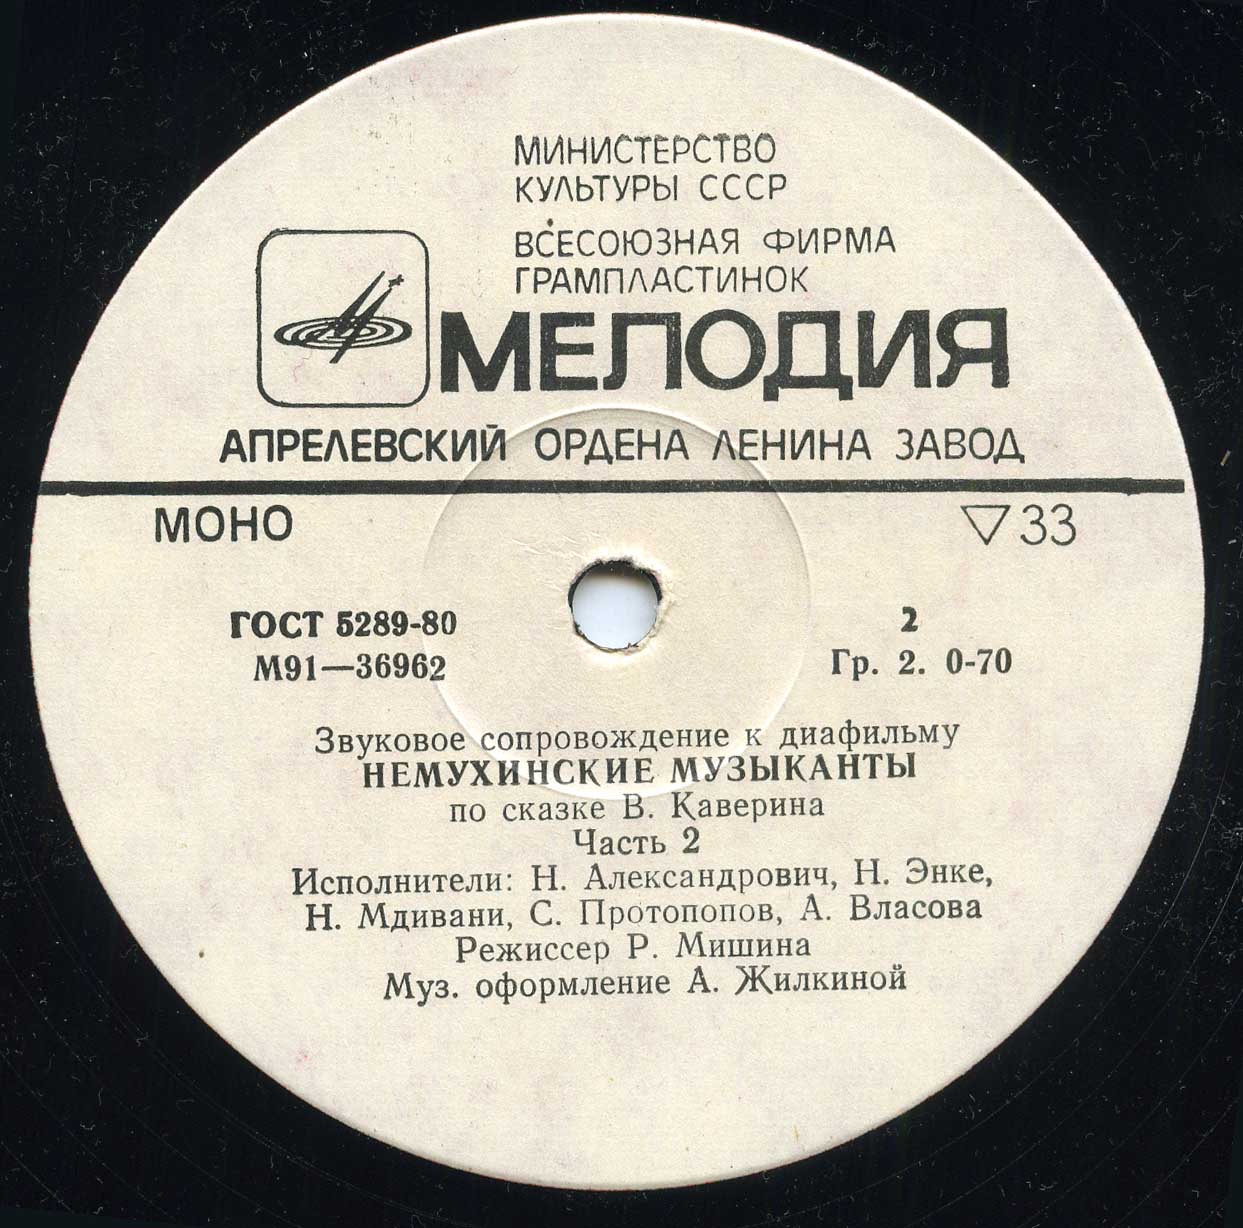 МИНИСТЕРСТВО
КУЛЬТУРЫ СССР
ВСЕСОЮЗНАЯ ФИРМА
ГРАМПЛАСТИНОК
МЕЛОДИЯ
АПРЕЛЕВСКИЙ ОРДЕНА ЛЕНИНА ЗАВОД
МОНО ▽33
ГОСТ 5289-80 2
М91—36962 Гр. 2. 0-70
Звуковое сопровождение к диафильму
НЕМУХИНСКИЕ МУЗЫКАНТЫ
по сказке В. Каверина
Часть 2
Исполнители: Н. Александрович, Н. Энке,
Н. Мдивани, С. Протопопов, А. Власова
Режиссер Р. Мишина
Муз. оформление А. Жилкиной